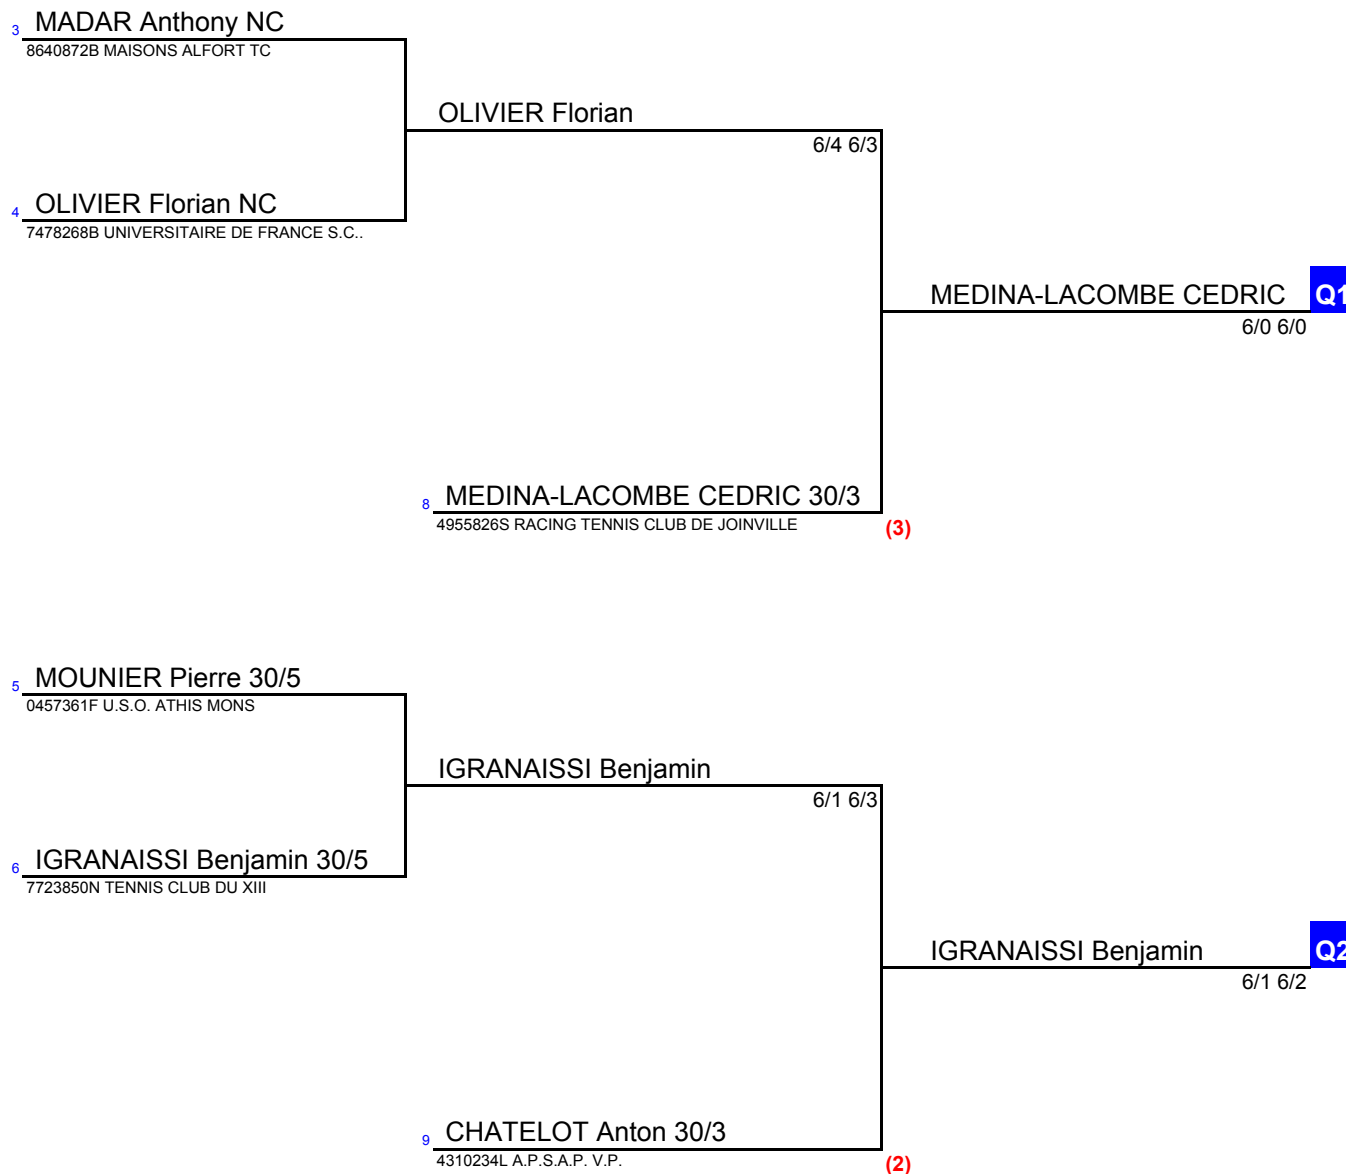 3 MADAR Anthony NC
8640872B MAISONS ALFORT TC
OLIVIER Florian
6/4 6/3
4 OLIVIER Florian NC
7478268B UNIVERSITAIRE DE FRANCE S.C..
MEDINA-LACOMBE CEDRIC Q1
6/0 6/0
8 MEDINA-LACOMBE CEDRIC 30/3
4955826S RACING TENNIS CLUB DE JOINVILLE
(3)
5 MOUNIER Pierre 30/5
0457361F U.S.O. ATHIS MONS
IGRANAISSI Benjamin
6/1 6/3
6 IGRANAISSI Benjamin 30/5
7723850N TENNIS CLUB DU XIII
IGRANAISSI Benjamin Q2
6/1 6/2
9 CHATELOT Anton 30/3
4310234L A.P.S.A.P. V.P.
(2)